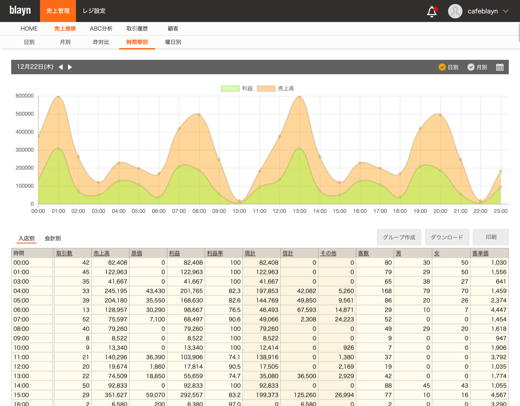 blayn 売上管理 レジ設定 cafeblayn
HOME 売上推移 ABC分析 取引履歴 顧客
日別 月別 昨対比 時間帯別 曜日別
12月22日(木) 日別 月別
利益 売上高
600000
500000
400000
300000
200000
100000
0
00:00 01:00 02:00 03:00 04:00 05:00 06:00 07:00 08:00 09:00 10:00 11:00 12:00 13:00 14:00 15:00 16:00 17:00 18:00 19:00 20:00 21:00 22:00 23:00
入店別 会計別 グループ作成 ダウンロード 印刷
時間 取引数 売上高 原価 利益 利益率 現計 信計 その他 客数 男 女 客単価
00:00 42 82,408 0 82,408 100 82,408 0 0 80 30 50 1,030
01:00 45 122,963 0 122,963 100 122,963 0 0 79 29 50 1,556
03:00 35 41,667 0 41,667 100 41,667 0 0 65 38 27 641
04:00 33 245,195 43,430 201,765 82.3 197,853 42,082 5,260 168 79 70 1,459
05:00 39 204,180 35,550 168,630 82.6 144,769 49,850 9,561 86 20 26 2,374
06:00 13 128,957 30,290 98,667 76.5 46,493 67,593 14,871 29 10 7 4,447
07:00 52 75,597 7,100 68,497 90.6 49,066 2,308 24,223 52 0 0 1,454
08:00 40 79,260 0 79,260 100 79,260 0 0 49 29 20 1,618
09:00 8 8,522 0 8,522 100 8,522 0 0 9 0 0 947
10:00 9 13,340 0 13,340 100 12,414 0 926 7 0 0 1,906
11:00 21 140,296 36,390 103,906 74.1 138,916 0 1,380 37 0 0 3,792
12:00 20 19,674 1,860 17,814 90.5 17,505 0 2,169 19 0 0 1,035
13:00 22 74,509 18,850 55,659 74.7 35,080 36,500 2,929 42 0 0 1,774
14:00 50 92,833 0 92,833 100 92,833 0 0 88 45 43 1,055
15:00 29 351,627 59,070 292,557 83.2 199,373 125,260 26,994 77 10 16 4,567
16:00 2 6,580 200 6,380 97.0 6,580 0 0 2 0 0 3,290